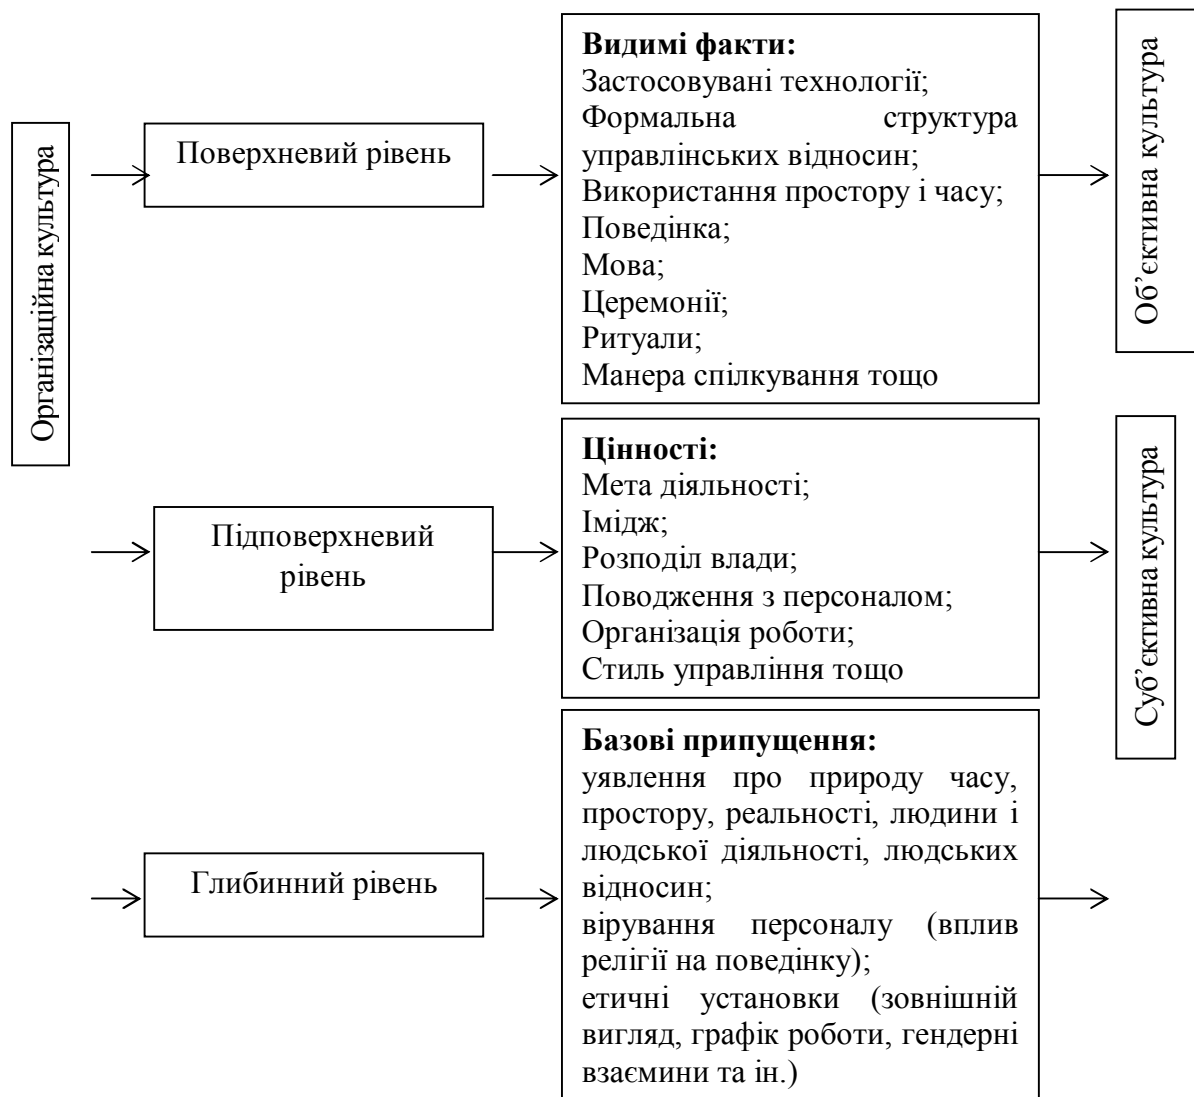 Організаційна культура
Поверхневий рівень
Видимі факти:
Застосовувані технології;
Формальна структура
управлінських відносин;
Використання простору і часу;
Поведінка;
Мова;
Церемонії;
Ритуали;
Манера спілкування тощо
Об’єктивна культура
Підповерхневий
рівень
Цінності:
Мета діяльності;
Імідж;
Розподіл влади;
Поводження з персоналом;
Організація роботи;
Стиль управління тощо
Суб’єктивна культура
Глибинний рівень
Базові припущення:
уявлення про природу часу,
простору, реальності, людини і
людської діяльності, людських
відносин;
вірування персоналу (вплив
релігії на поведінку);
етичні установки (зовнішній
вигляд, графік роботи, гендерні
взаємини та ін.)